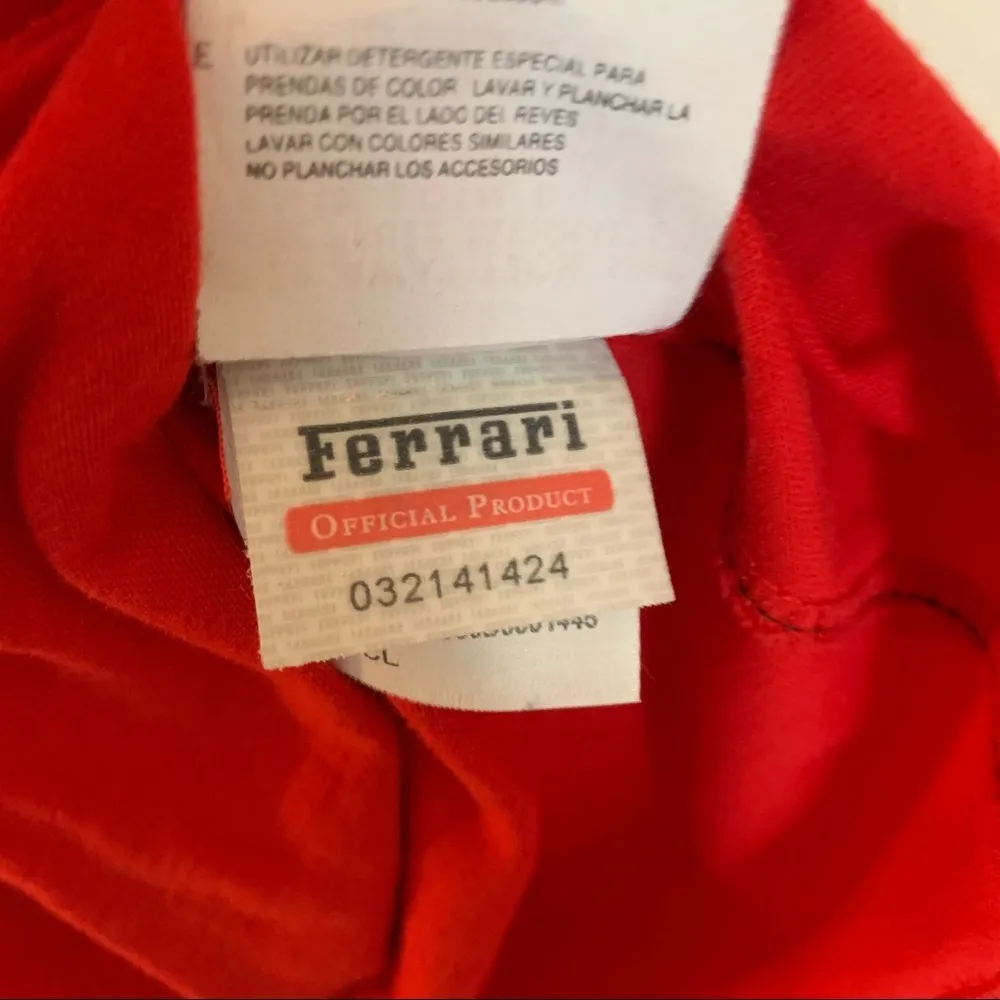 E UTILIZAR DETERGENTE ESPECIAL PARA
PRENDAS DE COLOR LAVAR Y PLANCHAR LA
PRENDA POR EL LADO DEL REVES
LAVAR CON COLORES SIMILARES
NO PLANCHAR LOS ACCESORIOS
Ferrari
OFFICIAL PRODUCT
032141424
CL